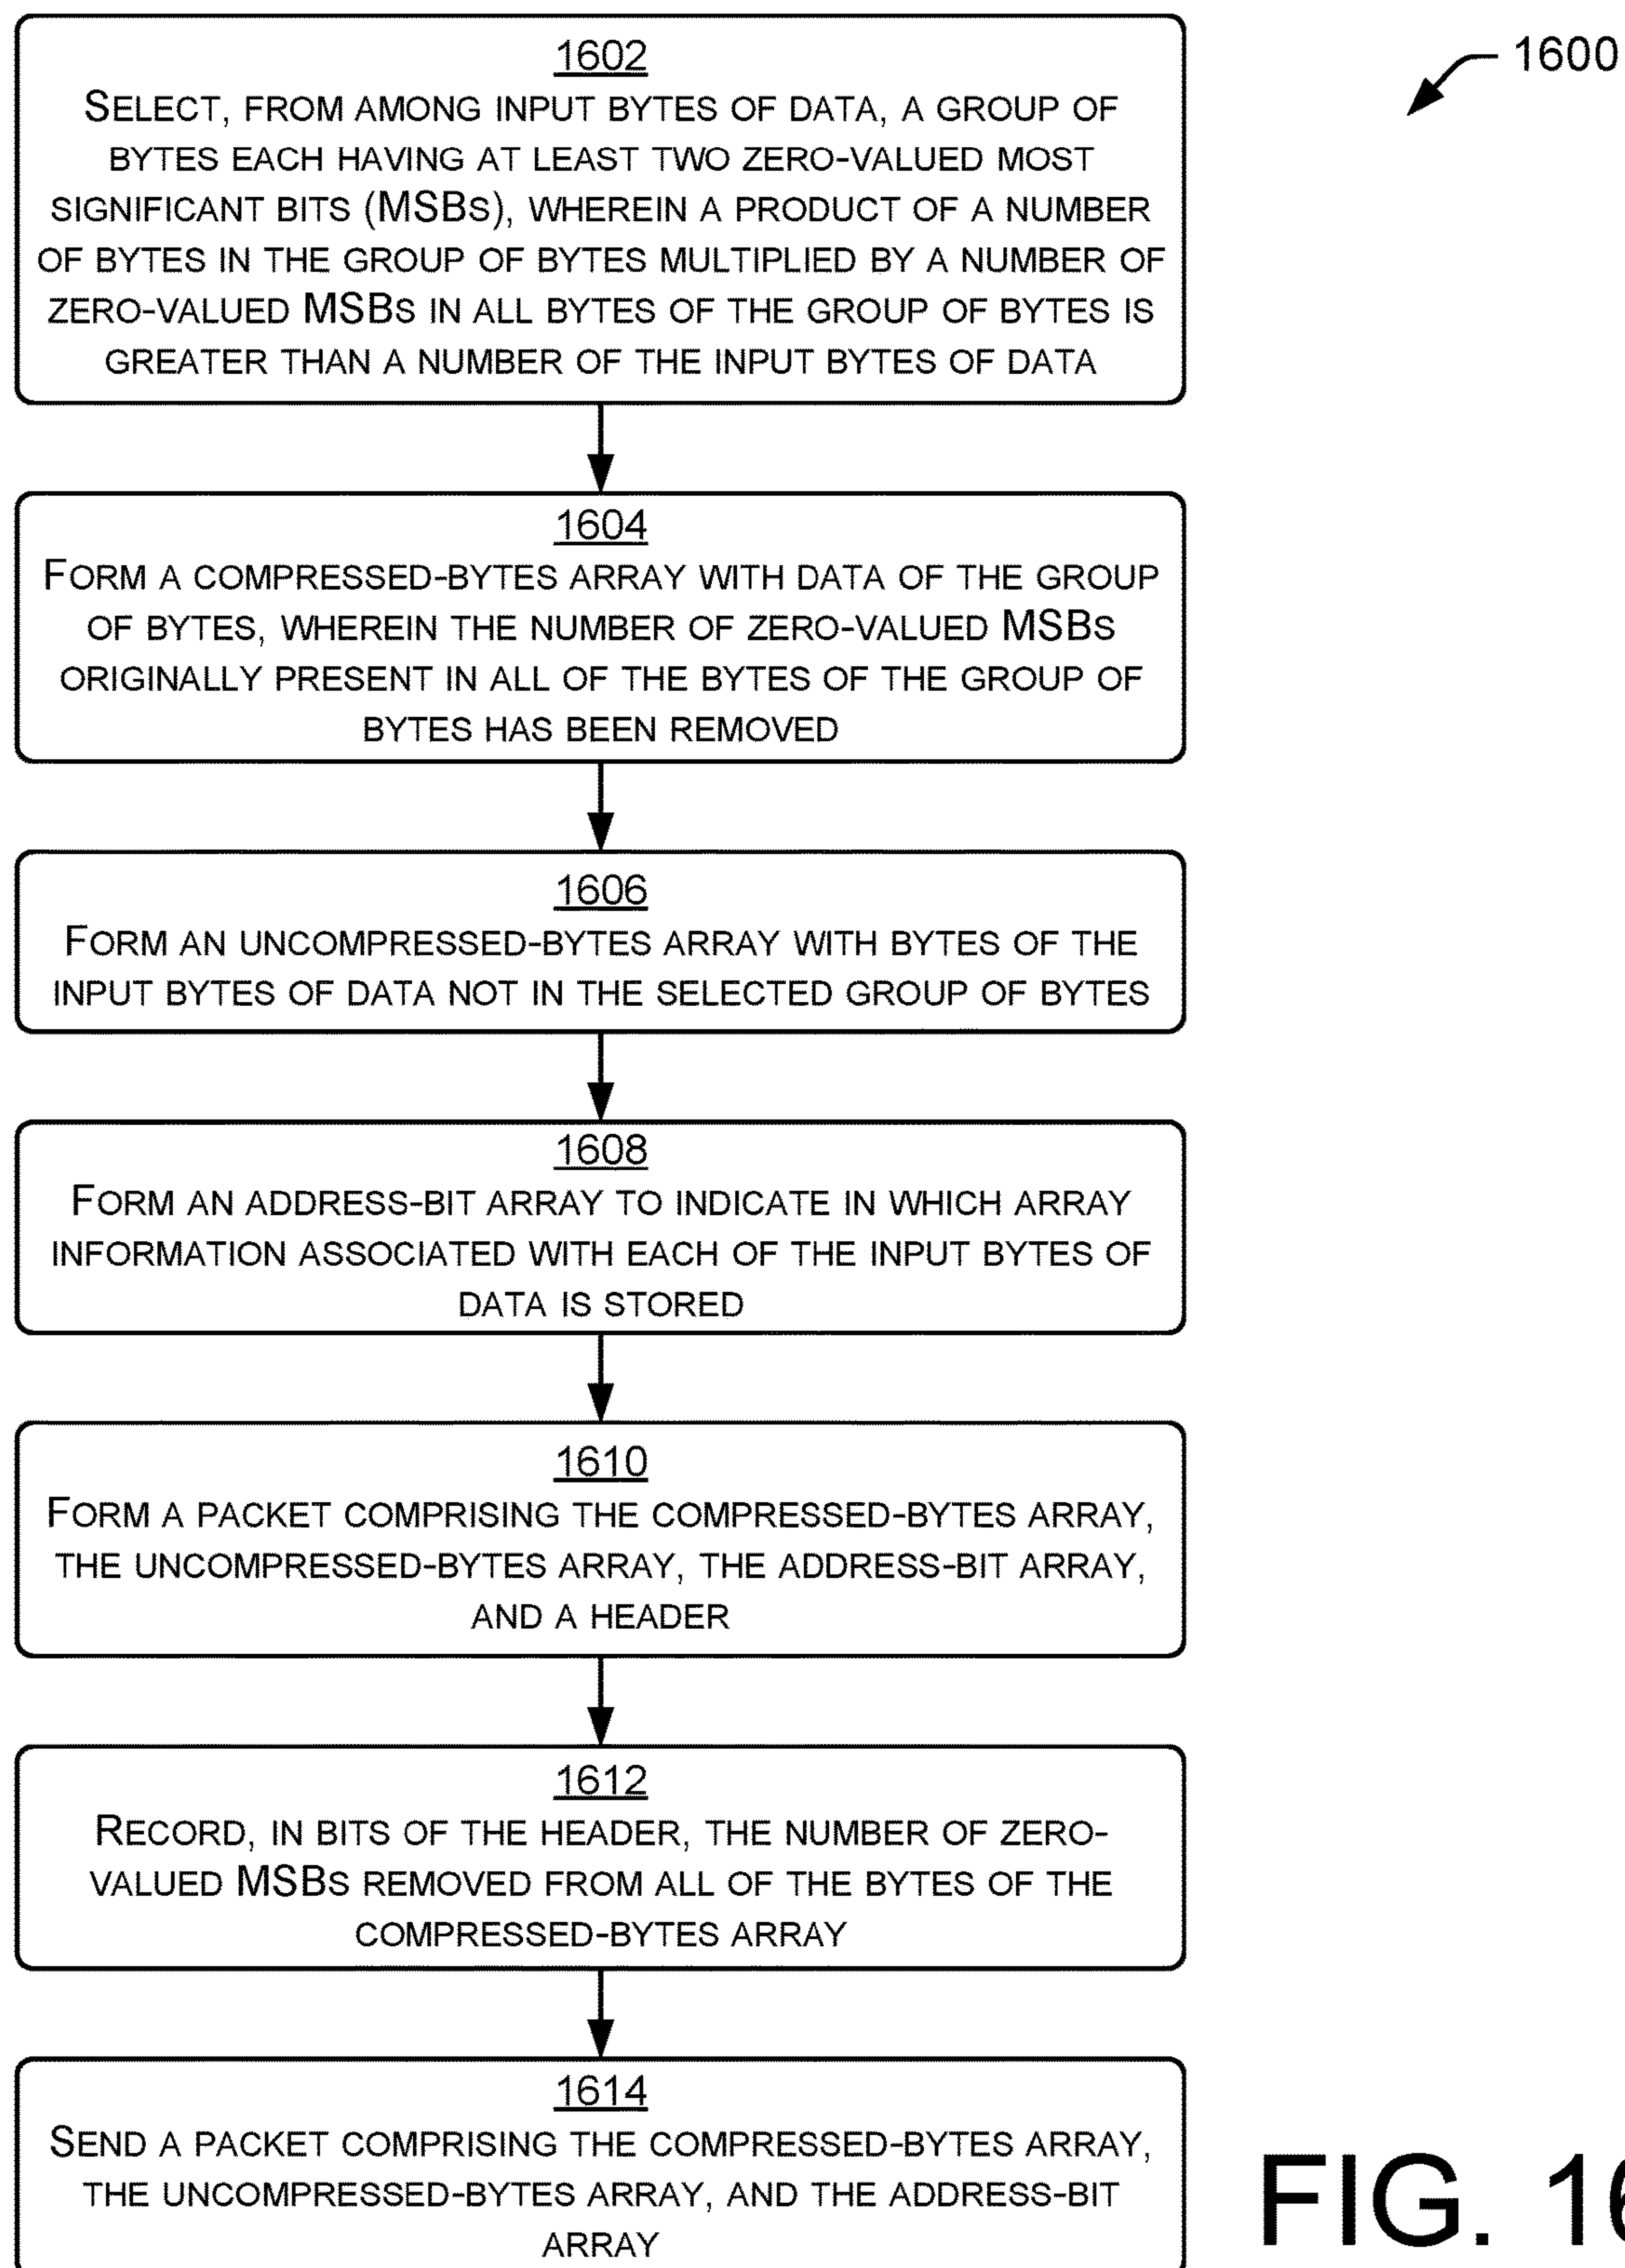 1600
1602
SELECT, FROM AMONG INPUT BYTES OF DATA, A GROUP OF
BYTES EACH HAVING AT LEAST TWO ZERO-VALUED MOST
SIGNIFICANT BITS (MSBS), WHEREIN A PRODUCT OF A NUMBER
OF BYTES IN THE GROUP OF BYTES MULTIPLIED BY A NUMBER OF
ZERO-VALUED MSBS IN ALL BYTES OF THE GROUP OF BYTES IS
GREATER THAN A NUMBER OF THE INPUT BYTES OF DATA
1604
FORM A COMPRESSED-BYTES ARRAY WITH DATA OF THE GROUP
OF BYTES, WHEREIN THE NUMBER OF ZERO-VALUED MSBS
ORIGINALLY PRESENT IN ALL OF THE BYTES OF THE GROUP OF
BYTES HAS BEEN REMOVED
1606
FORM AN UNCOMPRESSED-BYTES ARRAY WITH BYTES OF THE
INPUT BYTES OF DATA NOT IN THE SELECTED GROUP OF BYTES
1608
FORM AN ADDRESS-BIT ARRAY TO INDICATE IN WHICH ARRAY
INFORMATION ASSOCIATED WITH EACH OF THE INPUT BYTES OF
DATA IS STORED
1610
FORM A PACKET COMPRISING THE COMPRESSED-BYTES ARRAY,
THE UNCOMPRESSED-BYTES ARRAY, THE ADDRESS-BIT ARRAY,
AND A HEADER
1612
RECORD, IN BITS OF THE HEADER, THE NUMBER OF ZERO-
VALUED MSBS REMOVED FROM ALL OF THE BYTES OF THE
COMPRESSED-BYTES ARRAY
1614
SEND A PACKET COMPRISING THE COMPRESSED-BYTES ARRAY,
THE UNCOMPRESSED-BYTES ARRAY, AND THE ADDRESS-BIT
ARRAY
FIG. 16